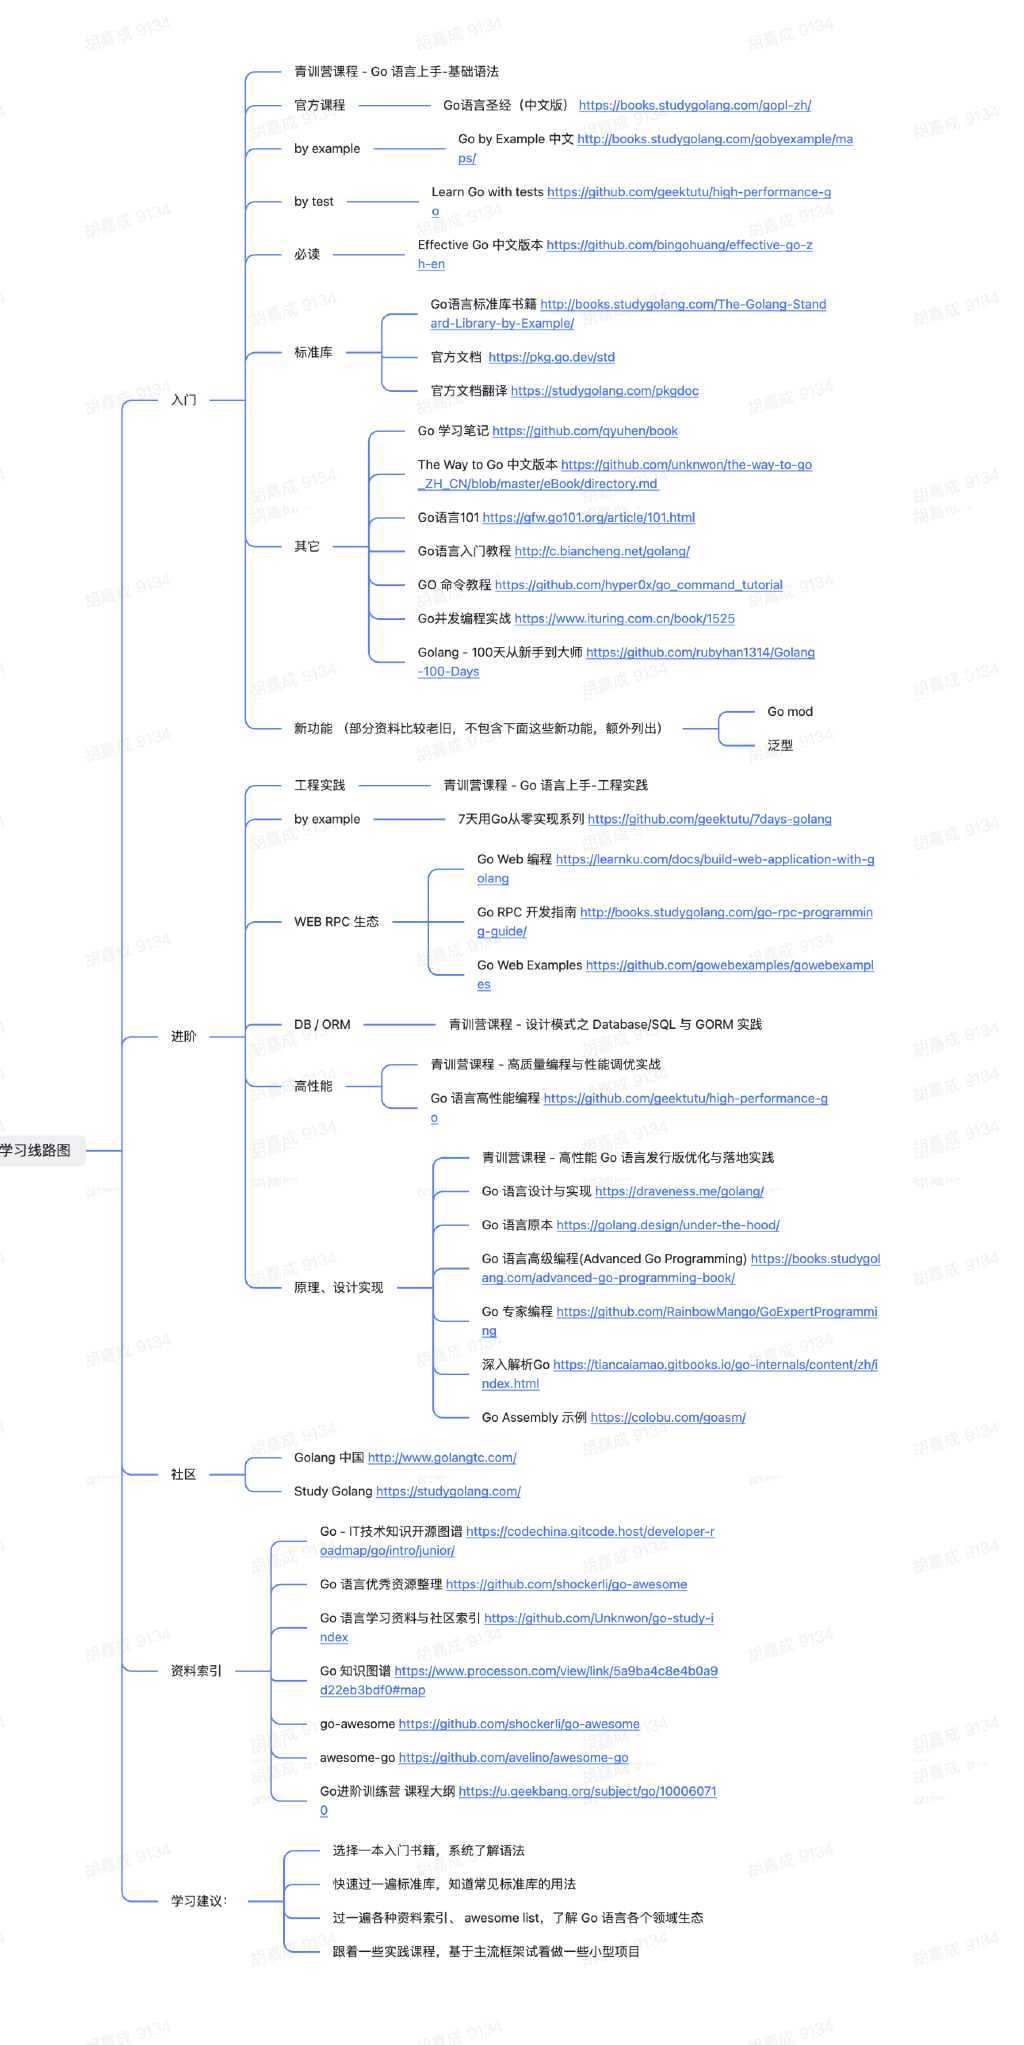 青训营课程 - Go 语言上手-基础语法
官方课程
Go语言圣经（中文版） https://books.studygolang.com/gopl-zh/
by example
Go by Example 中文 http://books.studygolang.com/gobyexample/ma
ps/
by test
Learn Go with tests https://github.com/geektutu/high-performance-g
o
必读
Effective Go 中文版本 https://github.com/bingohuang/effective-go-z
h-en
标准库
Go语言标准库书籍 http://books.studygolang.com/The-Golang-Stand
ard-Library-by-Example/
官方文档 https://pkg.go.dev/std
官方文档翻译 https://studygolang.com/pkgdoc
入门
其它
Go 学习笔记 https://github.com/qyuhen/book
The Way to Go 中文版本 https://github.com/unknwon/the-way-to-go
_ZH_CN/blob/master/eBook/directory.md
Go语言101 https://gfw.go101.org/article/101.html
Go语言入门教程 http://c.biancheng.net/golang/
GO 命令教程 https://github.com/hyper0x/go_command_tutorial
Go并发编程实战 https://www.ituring.com.cn/book/1525
Golang - 100天从新手到大师 https://github.com/rubyhan1314/Golang
-100-Days
新功能 （部分资料比较老旧，不包含下面这些新功能，额外列出）
Go mod
泛型
工程实践
青训营课程 - Go 语言上手-工程实践
by example
7天用Go从零实现系列 https://github.com/geektutu/7days-golang
WEB RPC 生态
Go Web 编程 https://learnku.com/docs/build-web-application-with-g
olang
Go RPC 开发指南 http://books.studygolang.com/go-rpc-programmin
g-guide/
Go Web Examples https://github.com/gowebexamples/gowebexampl
es
进阶
DB / ORM
青训营课程 - 设计模式之 Database/SQL 与 GORM 实践
高性能
青训营课程 - 高质量编程与性能调优实战
Go 语言高性能编程 https://github.com/geektutu/high-performance-g
o
学习线路图
原理、设计实现
青训营课程 - 高性能 Go 语言发行版优化与落地实践
Go 语言设计与实现 https://draveness.me/golang/
Go 语言原本 https://golang.design/under-the-hood/
Go 语言高级编程(Advanced Go Programming) https://books.studygol
ang.com/advanced-go-programming-book/
Go 专家编程 https://github.com/RainbowMango/GoExpertProgrammi
ng
深入解析Go https://tiancaiamao.gitbooks.io/go-internals/content/zh/i
ndex.html
Go Assembly 示例 https://colobu.com/goasm/
社区
Golang 中国 http://www.golangtc.com/
Study Golang https://studygolang.com/
资料索引
Go - IT技术知识开源图谱 https://codechina.gitcode.host/developer-r
oadmap/go/intro/junior/
Go 语言优秀资源整理 https://github.com/shockerli/go-awesome
Go 语言学习资料与社区索引 https://github.com/Unknwon/go-study-i
ndex
Go 知识图谱 https://www.processon.com/view/link/5a9ba4c8e4b0a9
d22eb3bdf0#map
go-awesome https://github.com/shockerli/go-awesome
awesome-go https://github.com/avelino/awesome-go
Go进阶训练营 课程大纲 https://u.geekbang.org/subject/go/10006071
0
学习建议：
选择一本入门书籍，系统了解语法
快速过一遍标准库，知道常见标准库的用法
过一遍各种资料索引、 awesome list，了解 Go 语言各个领域生态
跟着一些实践课程，基于主流框架试着做一些小型项目
胡嘉成 9134